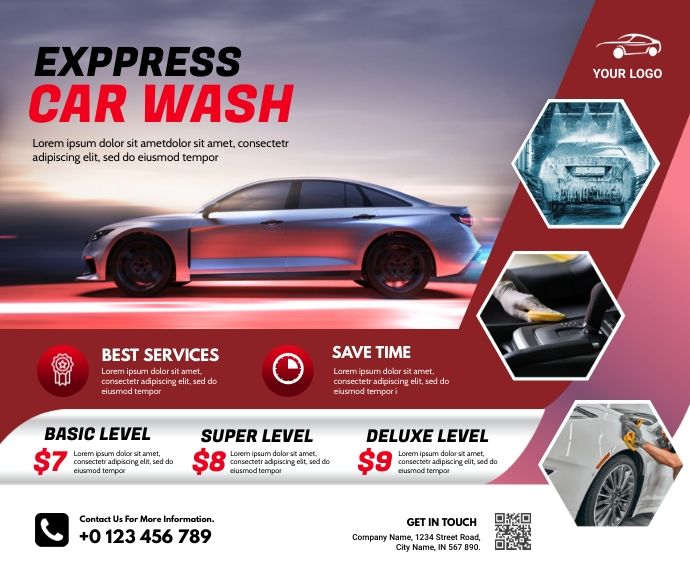 EXPPRESS
CAR WASH
Lorem ipsum dolor sit ametdolor sit amet, consectetr
adipiscing elit, sed do eiusmod tempor
YOUR LOGO
BEST SERVICES
Lorem ipsum dolor sit amet,
consectetr adipiscing elit, sed do
eiusmod tempor
SAVE TIME
Lorem ipsum dolor sit amet,
consectetr adipiscing elit, sed do
eiusmod tempor i
BASIC LEVEL
$7
Lorem ipsum dolor sit amet,
consectetr adipiscing elit, sed do
eiusmod tempor
SUPER LEVEL
$8
Lorem ipsum dolor sit amet,
consectetr adipiscing elit, sed do
eiusmod tempor
DELUXE LEVEL
$9
Lorem ipsum dolor sit amet,
consectetr adipiscing elit, sed do
eiusmod tempor
Contact Us For More Information.
+0 123 456 789
GET IN TOUCH
Company Name, 1234 Street Road,
City Name, IN 567 890.